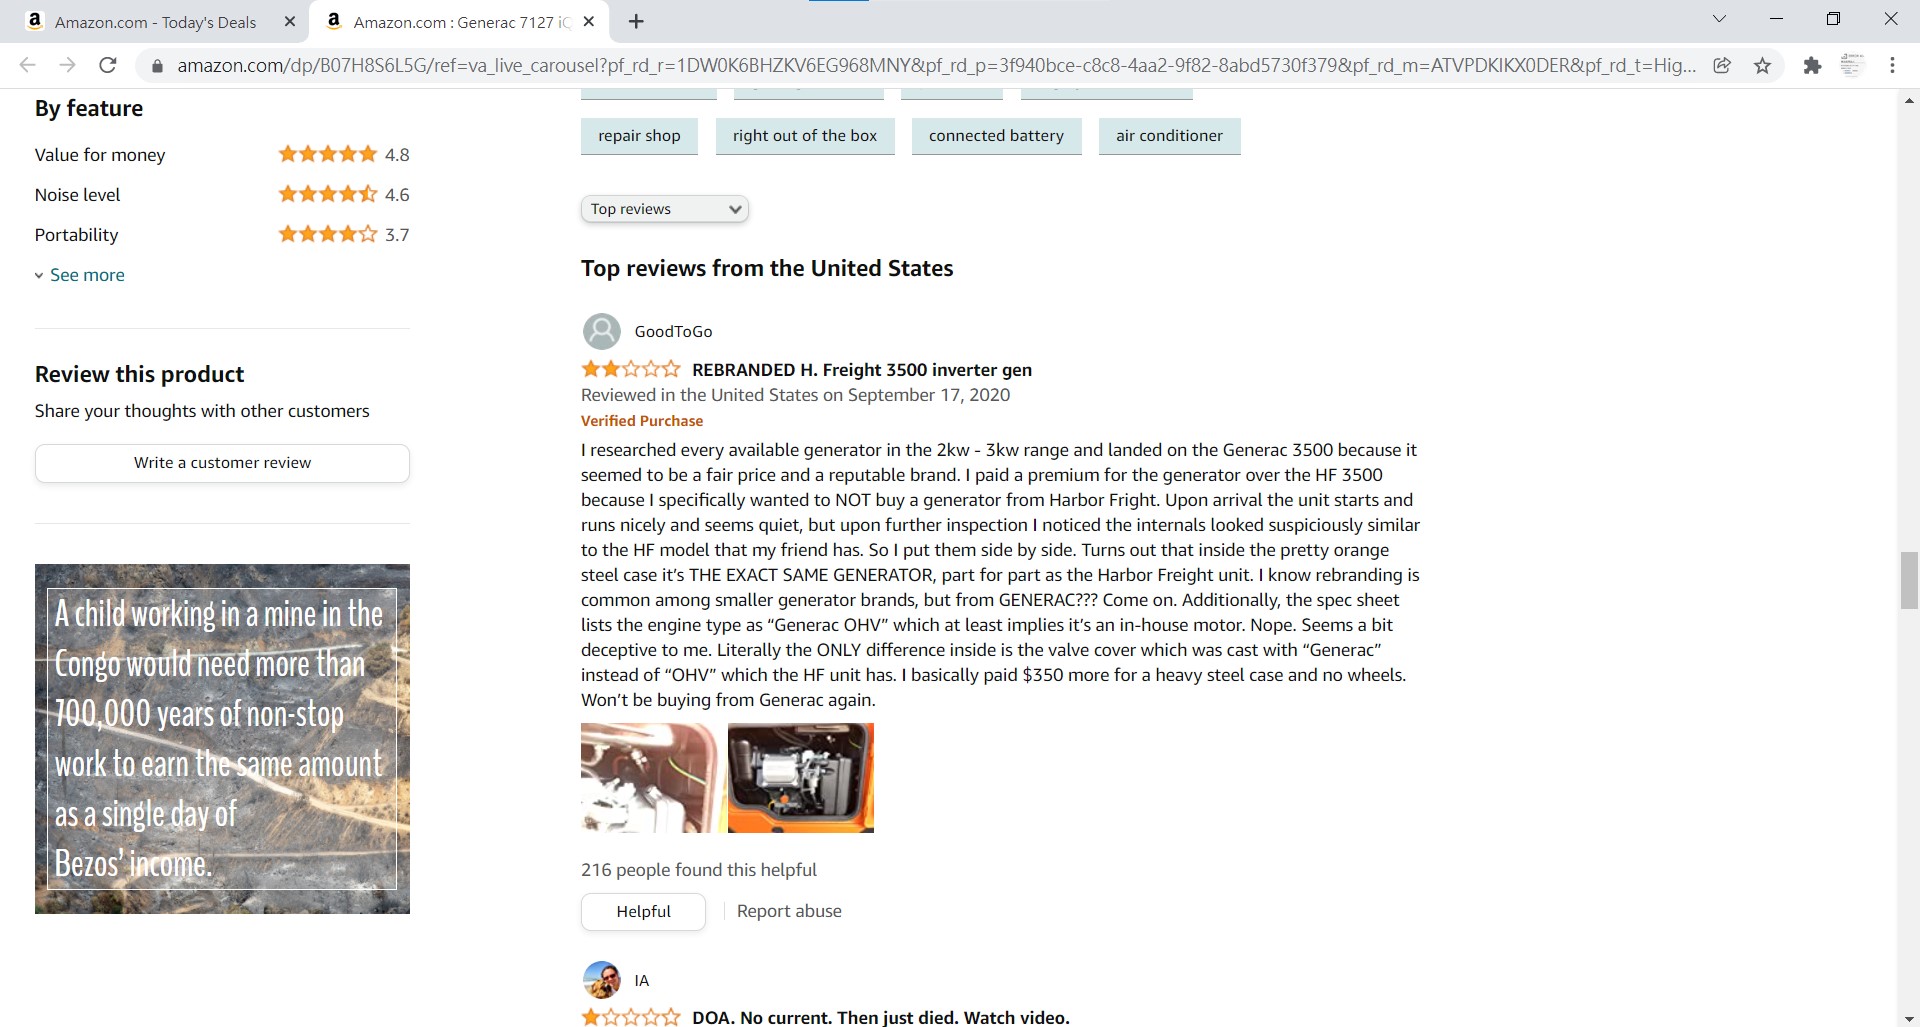 Amazon.com - Today's Deals
Amazon.com : Generac 7127 iQ
amazon.com/dp/B07H8S6L5G/ref=va_live_carousel?pf_rd_r=1DW0K6BHZKV6EG968MNY&pf_rd_p=3f940bce-c8c8-4aa2-9f82-8abd5730f379&pf_rd_m=ATVPDKIKX0DER&pf_rd_t=Hig...
By feature
Value for money 4.8
Noise level 4.6
Portability 3.7
See more
Review this product
Share your thoughts with other customers
Write a customer review
A child working in a mine in the
Congo would need more than
700,000 years of non-stop
work to earn the same amount
as a single day of
Bezos' income.
repair shop right out of the box connected battery air conditioner
Top reviews
Top reviews from the United States
GoodToGo
REBRANDED H. Freight 3500 inverter gen
Reviewed in the United States on September 17, 2020
Verified Purchase
I researched every available generator in the 2kw - 3kw range and landed on the Generac 3500 because it
seemed to be a fair price and a reputable brand. I paid a premium for the generator over the HF 3500
because I specifically wanted to NOT buy a generator from Harbor Fright. Upon arrival the unit starts and
runs nicely and seems quiet, but upon further inspection I noticed the internals looked suspiciously similar
to the HF model that my friend has. So I put them side by side. Turns out that inside the pretty orange
steel case it’s THE EXACT SAME GENERATOR, part for part as the Harbor Freight unit. I know rebranding is
common among smaller generator brands, but from GENERAC??? Come on. Additionally, the spec sheet
lists the engine type as “Generac OHV” which at least implies it’s an in-house motor. Nope. Seems a bit
deceptive to me. Literally the ONLY difference inside is the valve cover which was cast with “Generac”
instead of “OHV” which the HF unit has. I basically paid $350 more for a heavy steel case and no wheels.
Won’t be buying from Generac again.
216 people found this helpful
Helpful
Report abuse
IA
DOA. No current. Then just died. Watch video.